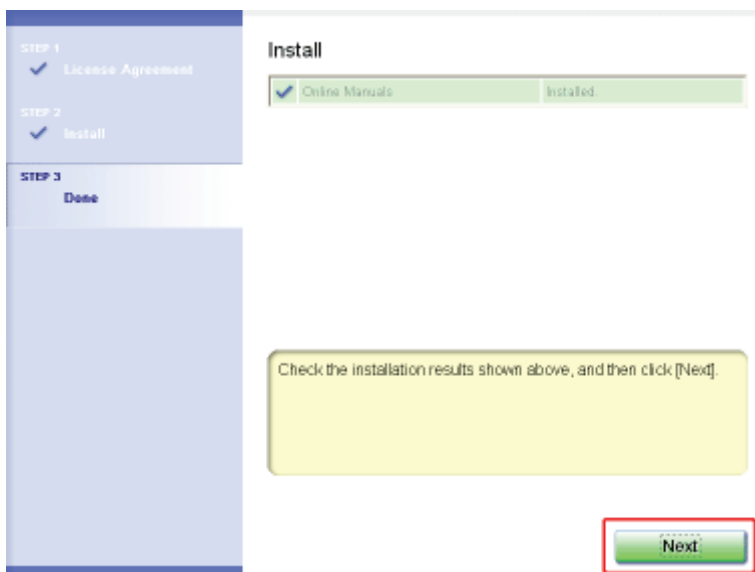 STEP 1
License Agreement
STEP 2
Install
STEP 3
Done
Install
Online Manuals Installed.
Check the installation results shown above, and then click [Next].
Next